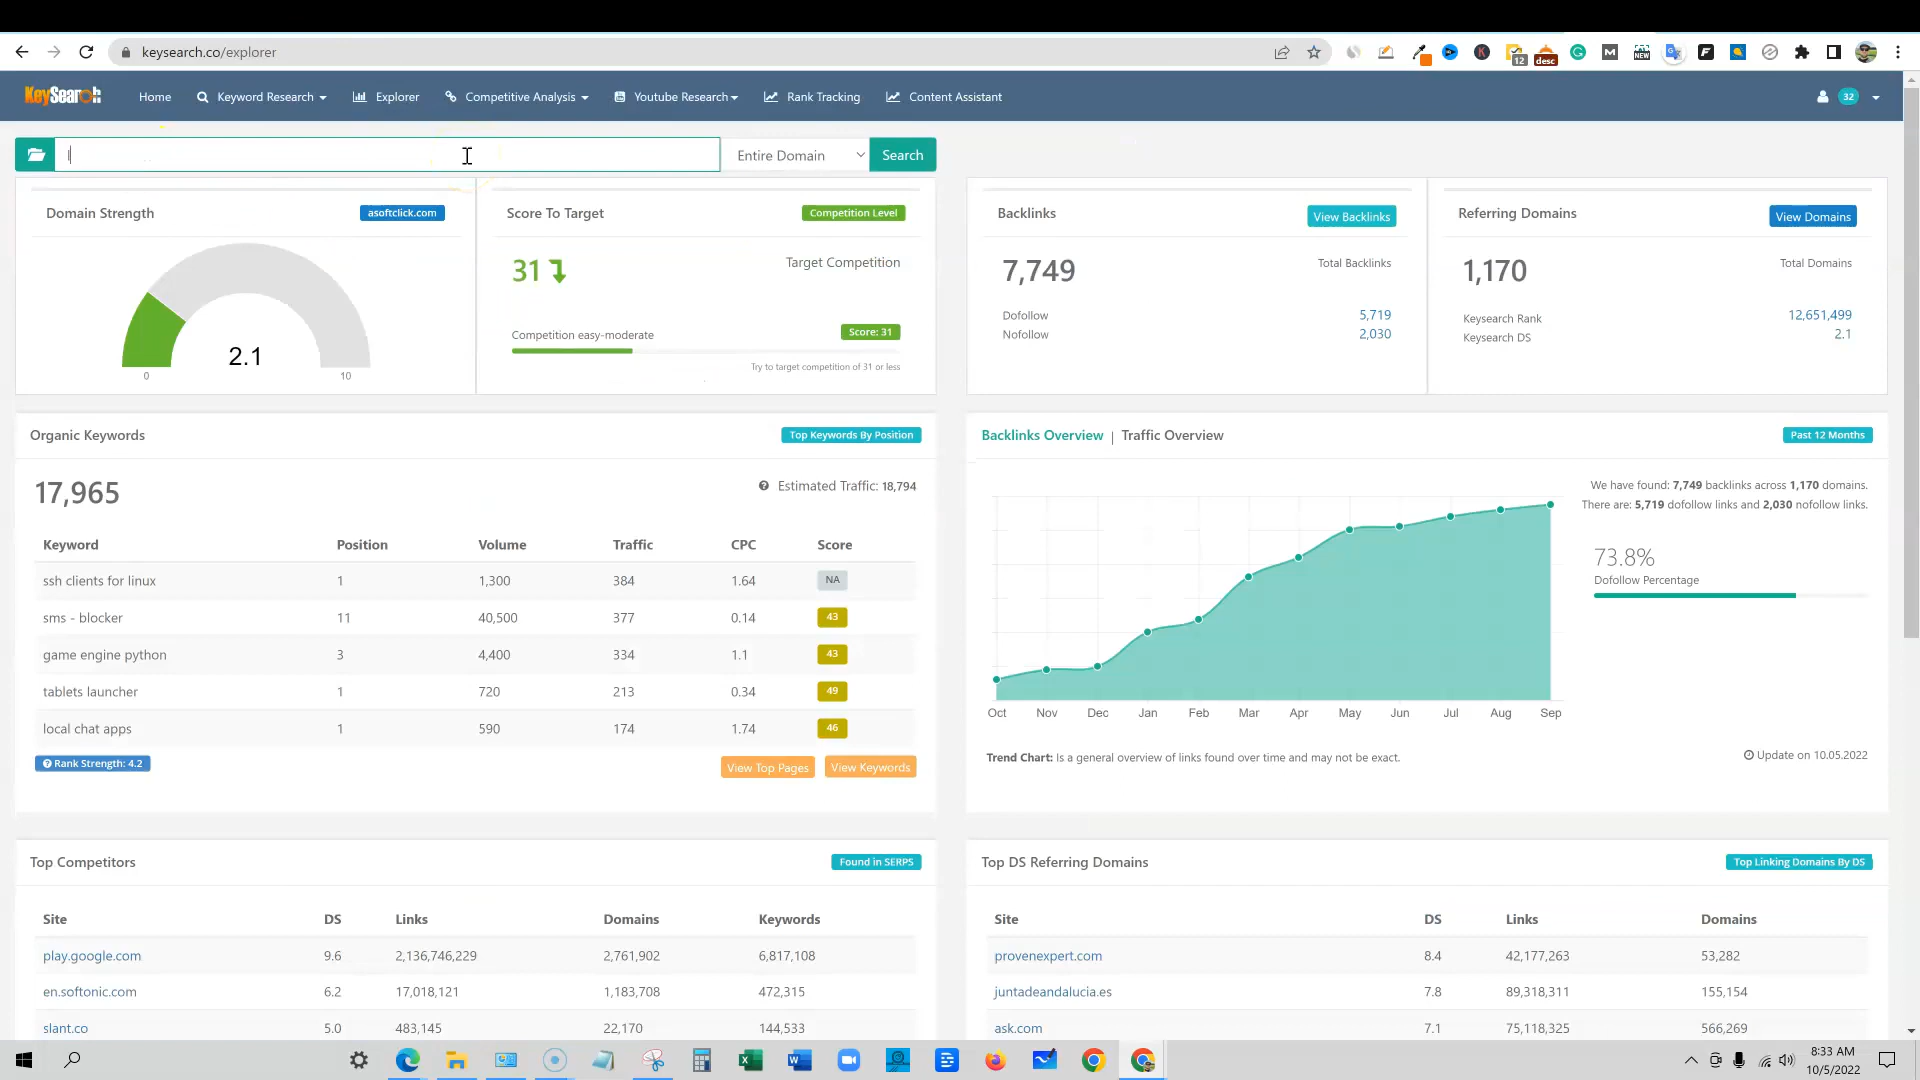 keysearch.co/explorer
12
desc
NEW
KeySearch
Home
Keyword Research
Explorer
Competitive Analysis
Youtube Research
Rank Tracking
Content Assistant
32
Entire Domain
Search
Domain Strength
asoftclick.com
2.1
0
10
Score To Target
Competition Level
31
Target Competition
Competition easy-moderate
Score: 31
Try to target competition of 31 or less
Backlinks
View Backlinks
7,749
Total Backlinks
Dofollow 5,719
Nofollow 2,030
Referring Domains
View Domains
1,170
Total Domains
Keysearch Rank 12,651,499
Keysearch DS 2.1
Organic Keywords
Top Keywords By Position
17,965
Estimated Traffic: 18,794
Keyword Position Volume Traffic CPC Score
ssh clients for linux 1 1,300 384 1.64 NA
sms - blocker 11 40,500 377 0.14 43
game engine python 3 4,400 334 1.1 43
tablets launcher 1 720 213 0.34 49
local chat apps 1 590 174 1.74 46
Rank Strength: 4.2
View Top Pages
View Keywords
Backlinks Overview | Traffic Overview
Past 12 Months
We have found: 7,749 backlinks across 1,170 domains.
There are: 5,719 dofollow links and 2,030 nofollow links.
73.8%
Dofollow Percentage
Oct Nov Dec Jan Feb Mar Apr May Jun Jul Aug Sep
Trend Chart: Is a general overview of links found over time and may not be exact.
Update on 10.05.2022
Top Competitors
Found in SERPS
Site DS Links Domains Keywords
play.google.com 9.6 2,136,746,229 2,761,902 6,817,108
en.softonic.com 6.2 17,018,121 1,183,708 472,315
slant.co 5.0 483,145 22,170 144,533
Top DS Referring Domains
Top Linking Domains By DS
Site DS Links Domains
provenexpert.com 8.4 42,177,263 53,282
juntadeandalucia.es 7.8 89,318,311 155,154
ask.com 7.1 75,118,325 566,269
8:33 AM
10/5/2022